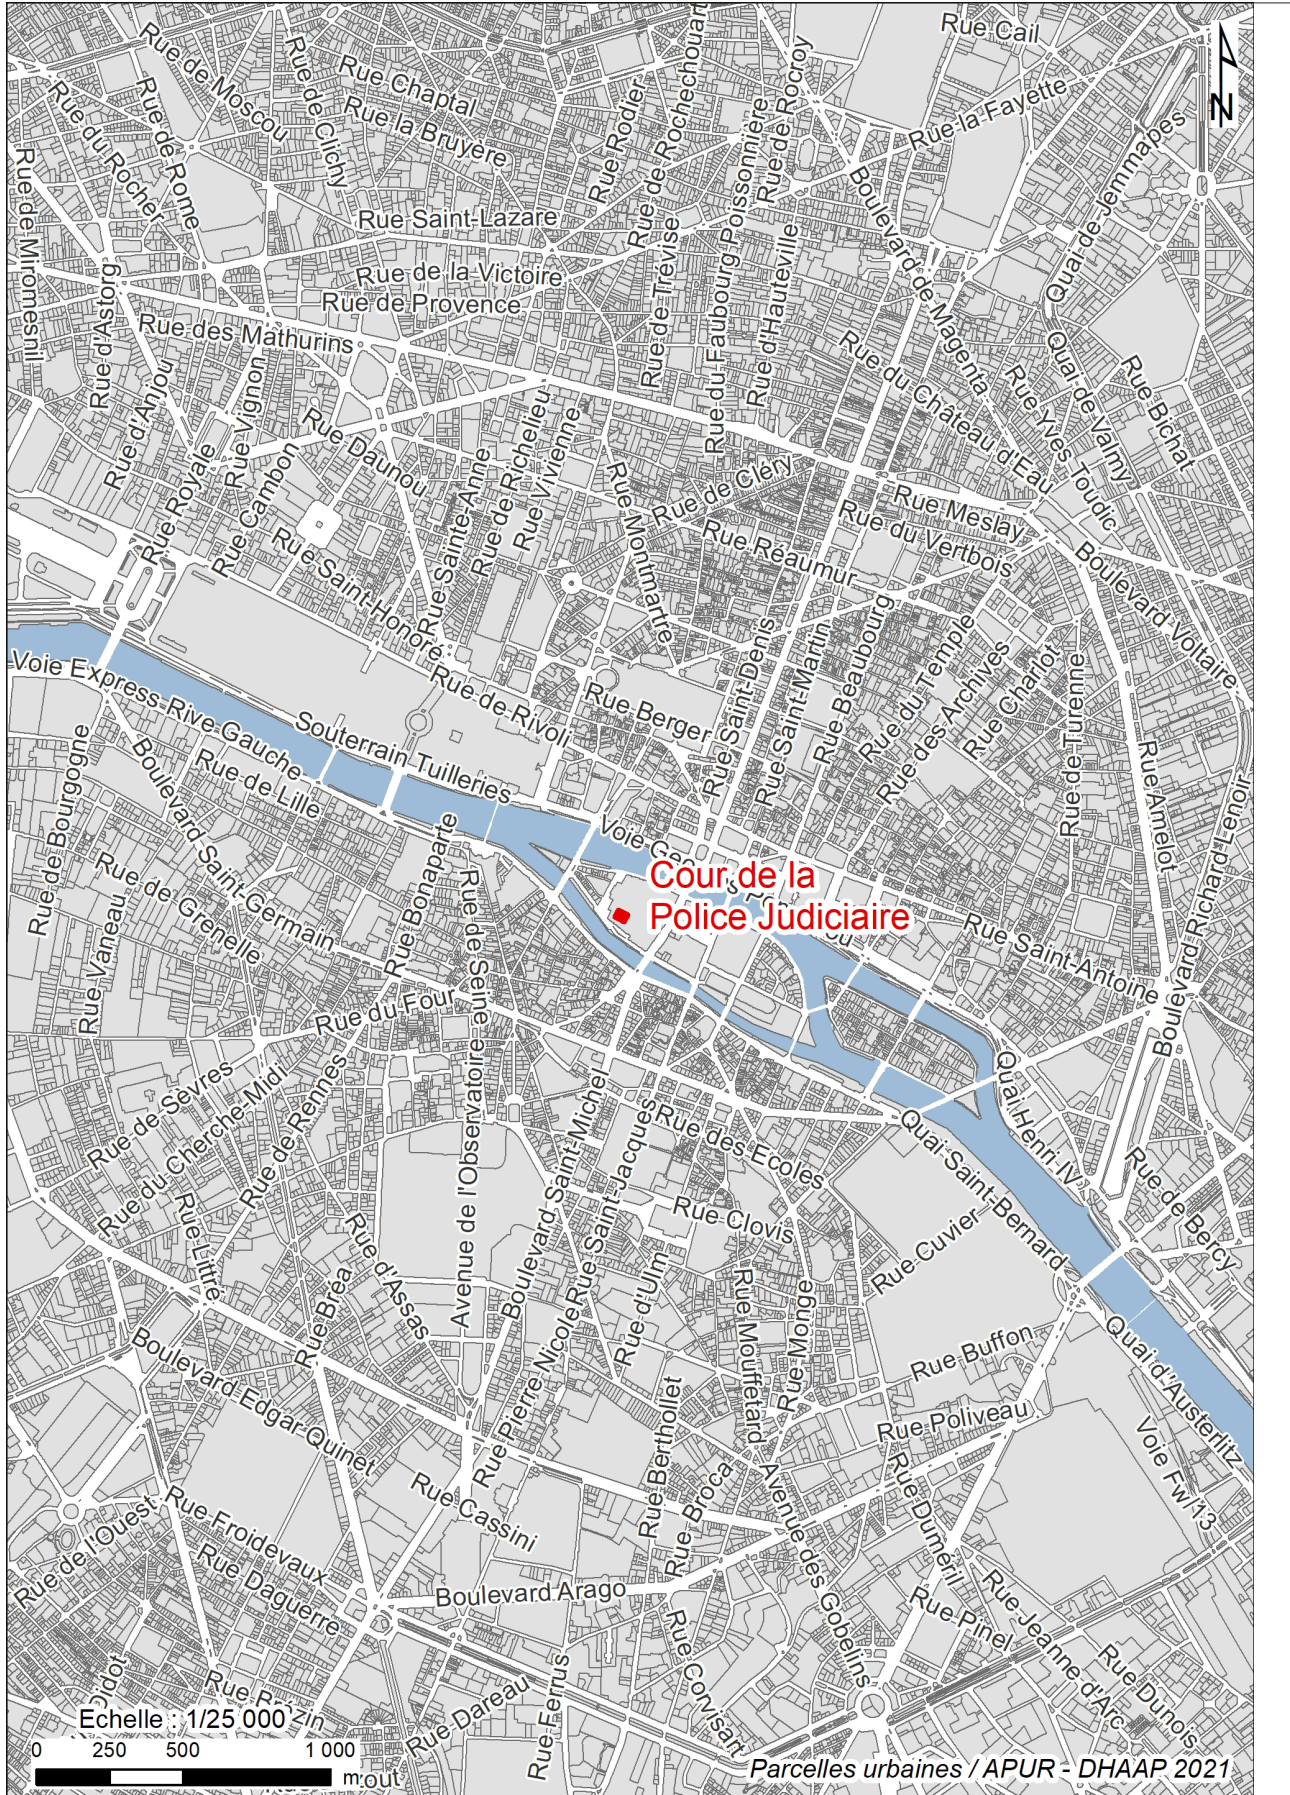 Rue Cail
Rue de Moscou
Rue de Clichy
Rue Chaptal
Rue la Bruyère
Rue Rodier
Rue de Rochechouart
Rue de Rocroy
Rue la Fayette
N
Rue du Rocher
Rue de Rome
Rue de Miromesnil
Rue Saint-Lazare
Rue de la Victoire
Rue de Provence
Rue d'Astorg
Rue des Mathurins
Rue de Trévise
Rue du Faubourg Poissonnière
Rue d'Hauteville
Boulevard de Magenta
Quai de Jemmapes
Quai de Valmy
Rue Bichat
Rue Yves Toudic
Rue du Château d'Eau
Rue d'Anjou
Rue Vignon
Rue Royale
Rue Cambon
Rue Daunou
Rue Saint-Honoré
Rue Sainte-Anne
Rue de Richelieu
Rue Vivienne
Rue Montmartre
Rue de Cléry
Rue Réaumur
Rue Meslay
Rue du Vertbois
Boulevard Voltaire
Voie Express Rive Gauche
Souterrain Tuilleries
Rue de Rivoli
Rue Berger
Rue Saint-Denis
Rue Saint-Martin
Rue Beaubourg
Rue du Temple
Rue des Archives
Rue Charlot
Rue de Turenne
Rue Amelot
Boulevard Richard Lenoir
Rue de Bourgogne
Boulevard Saint-Germain
Rue de Lille
Rue de Grenelle
Rue Vaneau
Rue Bonaparte
Rue de Seine
Voie Geo
Cour de la
Police Judiciaire
Rue Saint-Antoine
Rue du Four
Rue de Sèvres
Rue du Cherche-Midi
Rue de Rennes
Avenue de l'Observatoire
Boulevard Saint-Michel
Rue Saint-Jacques
Rue des Ecoles
Rue Clovis
Quai Henri IV
Quai Saint-Bernard
Rue de Bercy
Rue Cuvier
Rue Littré
Rue d'Assas
Rue Bréa
Rue Pierre Nicole
Rue d'Ulm
Rue Mouffetard
Rue Monge
Rue Buffon
Quai d'Austerlitz
Boulevard Edgar Quinet
Rue Poliveau
Voie Fw/13
Rue Berthollet
Rue Broca
Rue Cassini
Rue de l'Ouest
Rue Froidevaux
Rue Daguerre
Boulevard Arago
Avenue des Gobelins
Rue Duméril
Rue Pinel
Rue Jeanne d'Arc
Rue Dunois
Rue Corvisart
Rue Ferrus
Rue Dareau
Didot
Echelle : 1/25 000
0 250 500 1 000
m
Parcelles urbaines / APUR - DHAAP 2021